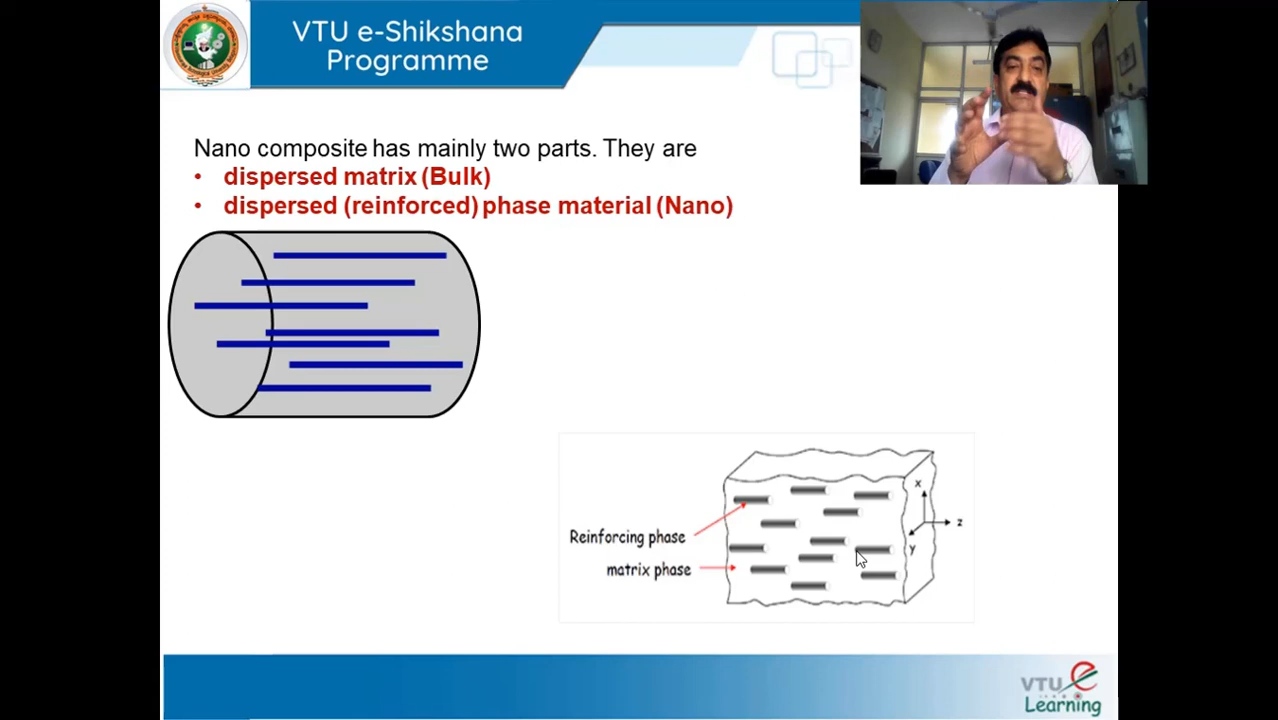 VTU e-Shikshana
Programme
Nano composite has mainly two parts. They are
• dispersed matrix (Bulk)
• dispersed (reinforced) phase material (Nano)
Reinforcing phase
matrix phase
x
z
y
VTU e
Learning